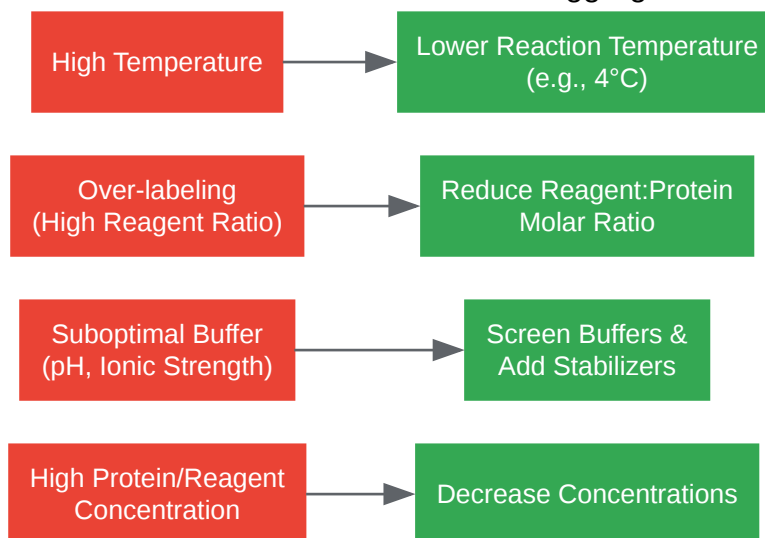 High Temperature
Lower Reaction Temperature
(e.g., 4°C)
Over-labeling
(High Reagent Ratio)
Reduce Reagent:Protein
Molar Ratio
Suboptimal Buffer
(pH, Ionic Strength)
Screen Buffers &
Add Stabilizers
High Protein/Reagent
Concentration
Decrease Concentrations